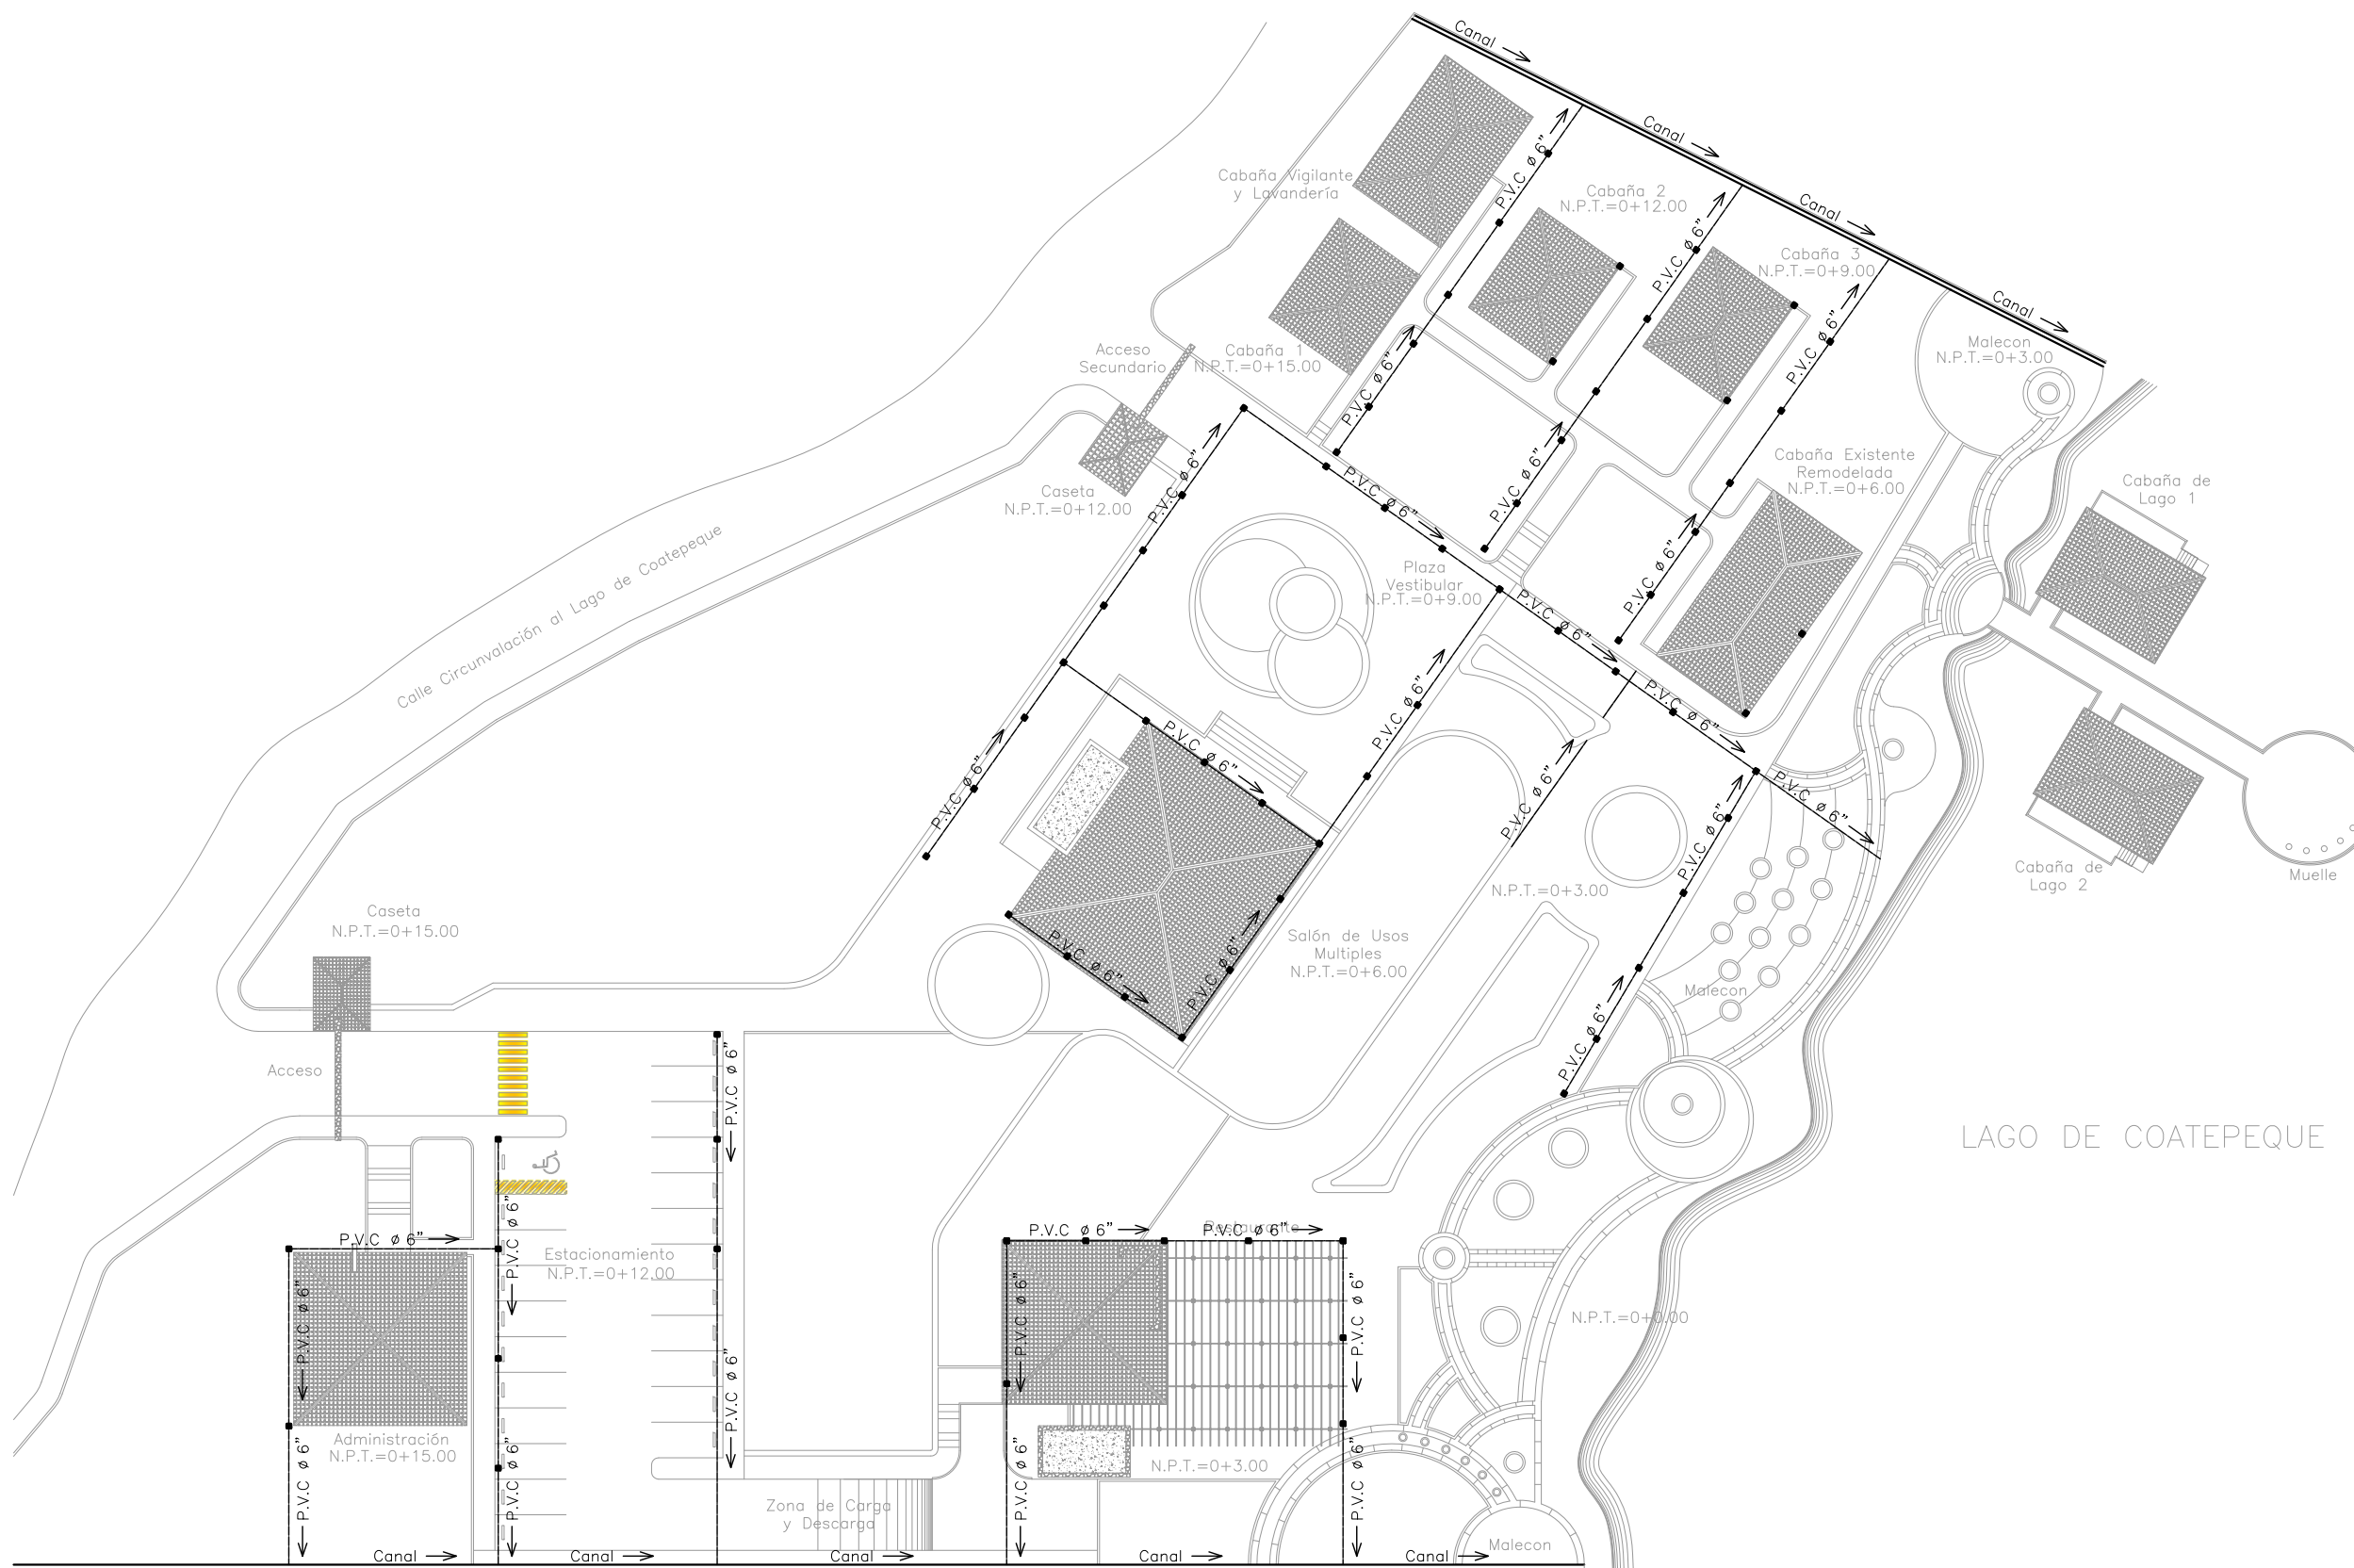 Canal
Canal
Canal
Canal
Cabaña Vigilante
y Lavandería
P.V.C ø 6"
Cabaña 2
N.P.T.=0+12.00
P.V.C ø 6"
Cabaña 3
N.P.T.=0+9.00
P.V.C ø 6"
Malecon
N.P.T.=0+3.00
Acceso
Secundario
Cabaña 1
N.P.T.=0+15.00
P.V.C ø 6"
P.V.C ø 6"
P.V.C ø 6"
Caseta
N.P.T.=0+12.00
P.V.C ø 6"
P.V.C ø 6"
Cabaña Existente
Remodelada
N.P.T.=0+6.00
Cabaña de
Lago 1
Calle Circunvalación al Lago de Coatepeque
Plaza
Vestibular
N.P.T.=0+9.00
P.V.C ø 6"
P.V.C ø 6"
P.V.C ø 6"
P.V.C ø 6"
P.V.C ø 6"
P.V.C ø 6"
P.V.C ø 6"
P.V.C ø 6"
P.V.C ø 6"
Cabaña de
Lago 2
Muelle
N.P.T.=0+3.00
Caseta
N.P.T.=0+15.00
P.V.C ø 6"
P.V.C ø 6"
Salón de Usos
Multiples
N.P.T.=0+6.00
Malecon
P.V.C ø 6"
Acceso
P.V.C ø 6"
LAGO DE COATEPEQUE
P.V.C ø 6"
P.V.C ø 6"
Estacionamiento
N.P.T.=0+12.00
P.V.C ø 6"
P.V.C ø 6"
Restaurante
P.V.C ø 6"
P.V.C ø 6"
P.V.C ø 6"
N.P.T.=0+0.00
P.V.C ø 6"
Administración
N.P.T.=0+15.00
P.V.C ø 6"
P.V.C ø 6"
P.V.C ø 6"
P.V.C ø 6"
N.P.T.=0+3.00
Zona de Carga
y Descarga
Malecon
Canal
Canal
Canal
Canal
Canal